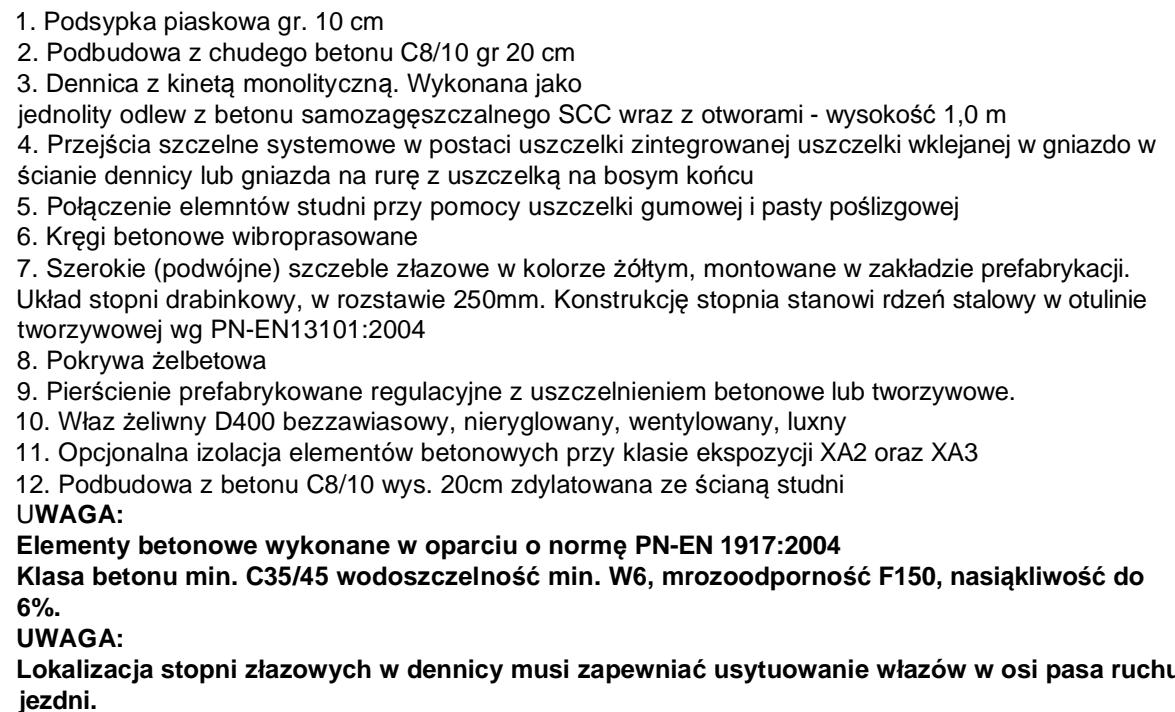 1. Podsypka piaskowa gr. 10 cm
2. Podbudowa z chudego betonu C8/10 gr 20 cm
3. Dennica z kinetą monolityczną. Wykonana jako
jednolity odlew z betonu samozagęszczalnego SCC wraz z otworami - wysokość 1,0 m
4. Przejścia szczelne systemowe w postaci uszczelki zintegrowanej uszczelki wklejanej w gniazdo w
ścianie dennicy lub gniazda na rurę z uszczelką na bosym końcu
5. Połączenie elemntów studni przy pomocy uszczelki gumowej i pasty poślizgowej
6. Kręgi betonowe wibroprasowane
7. Szerokie (podwójne) szczeble złazowe w kolorze żółtym, montowane w zakładzie prefabrykacji.
Układ stopni drabinkowy, w rozstawie 250mm. Konstrukcję stopnia stanowi rdzeń stalowy w otulinie
tworzywowej wg PN-EN13101:2004
8. Pokrywa żelbetowa
9. Pierścienie prefabrykowane regulacyjne z uszczelnieniem betonowe lub tworzywowe.
10. Właz żeliwny D400 bezzawiasowy, nieryglowany, wentylowany, luxny
11. Opcjonalna izolacja elementów betonowych przy klasie ekspozycji XA2 oraz XA3
12. Podbudowa z betonu C8/10 wys. 20cm zdylatowana ze ścianą studni
UWAGA:
Elementy betonowe wykonane w oparciu o normę PN-EN 1917:2004
Klasa betonu min. C35/45 wodoszczelność min. W6, mrozoodporność F150, nasiąkliwość do
6%.
UWAGA:
Lokalizacja stopni złazowych w dennicy musi zapewniać usytuowanie włazów w osi pasa ruchu
jezdni.